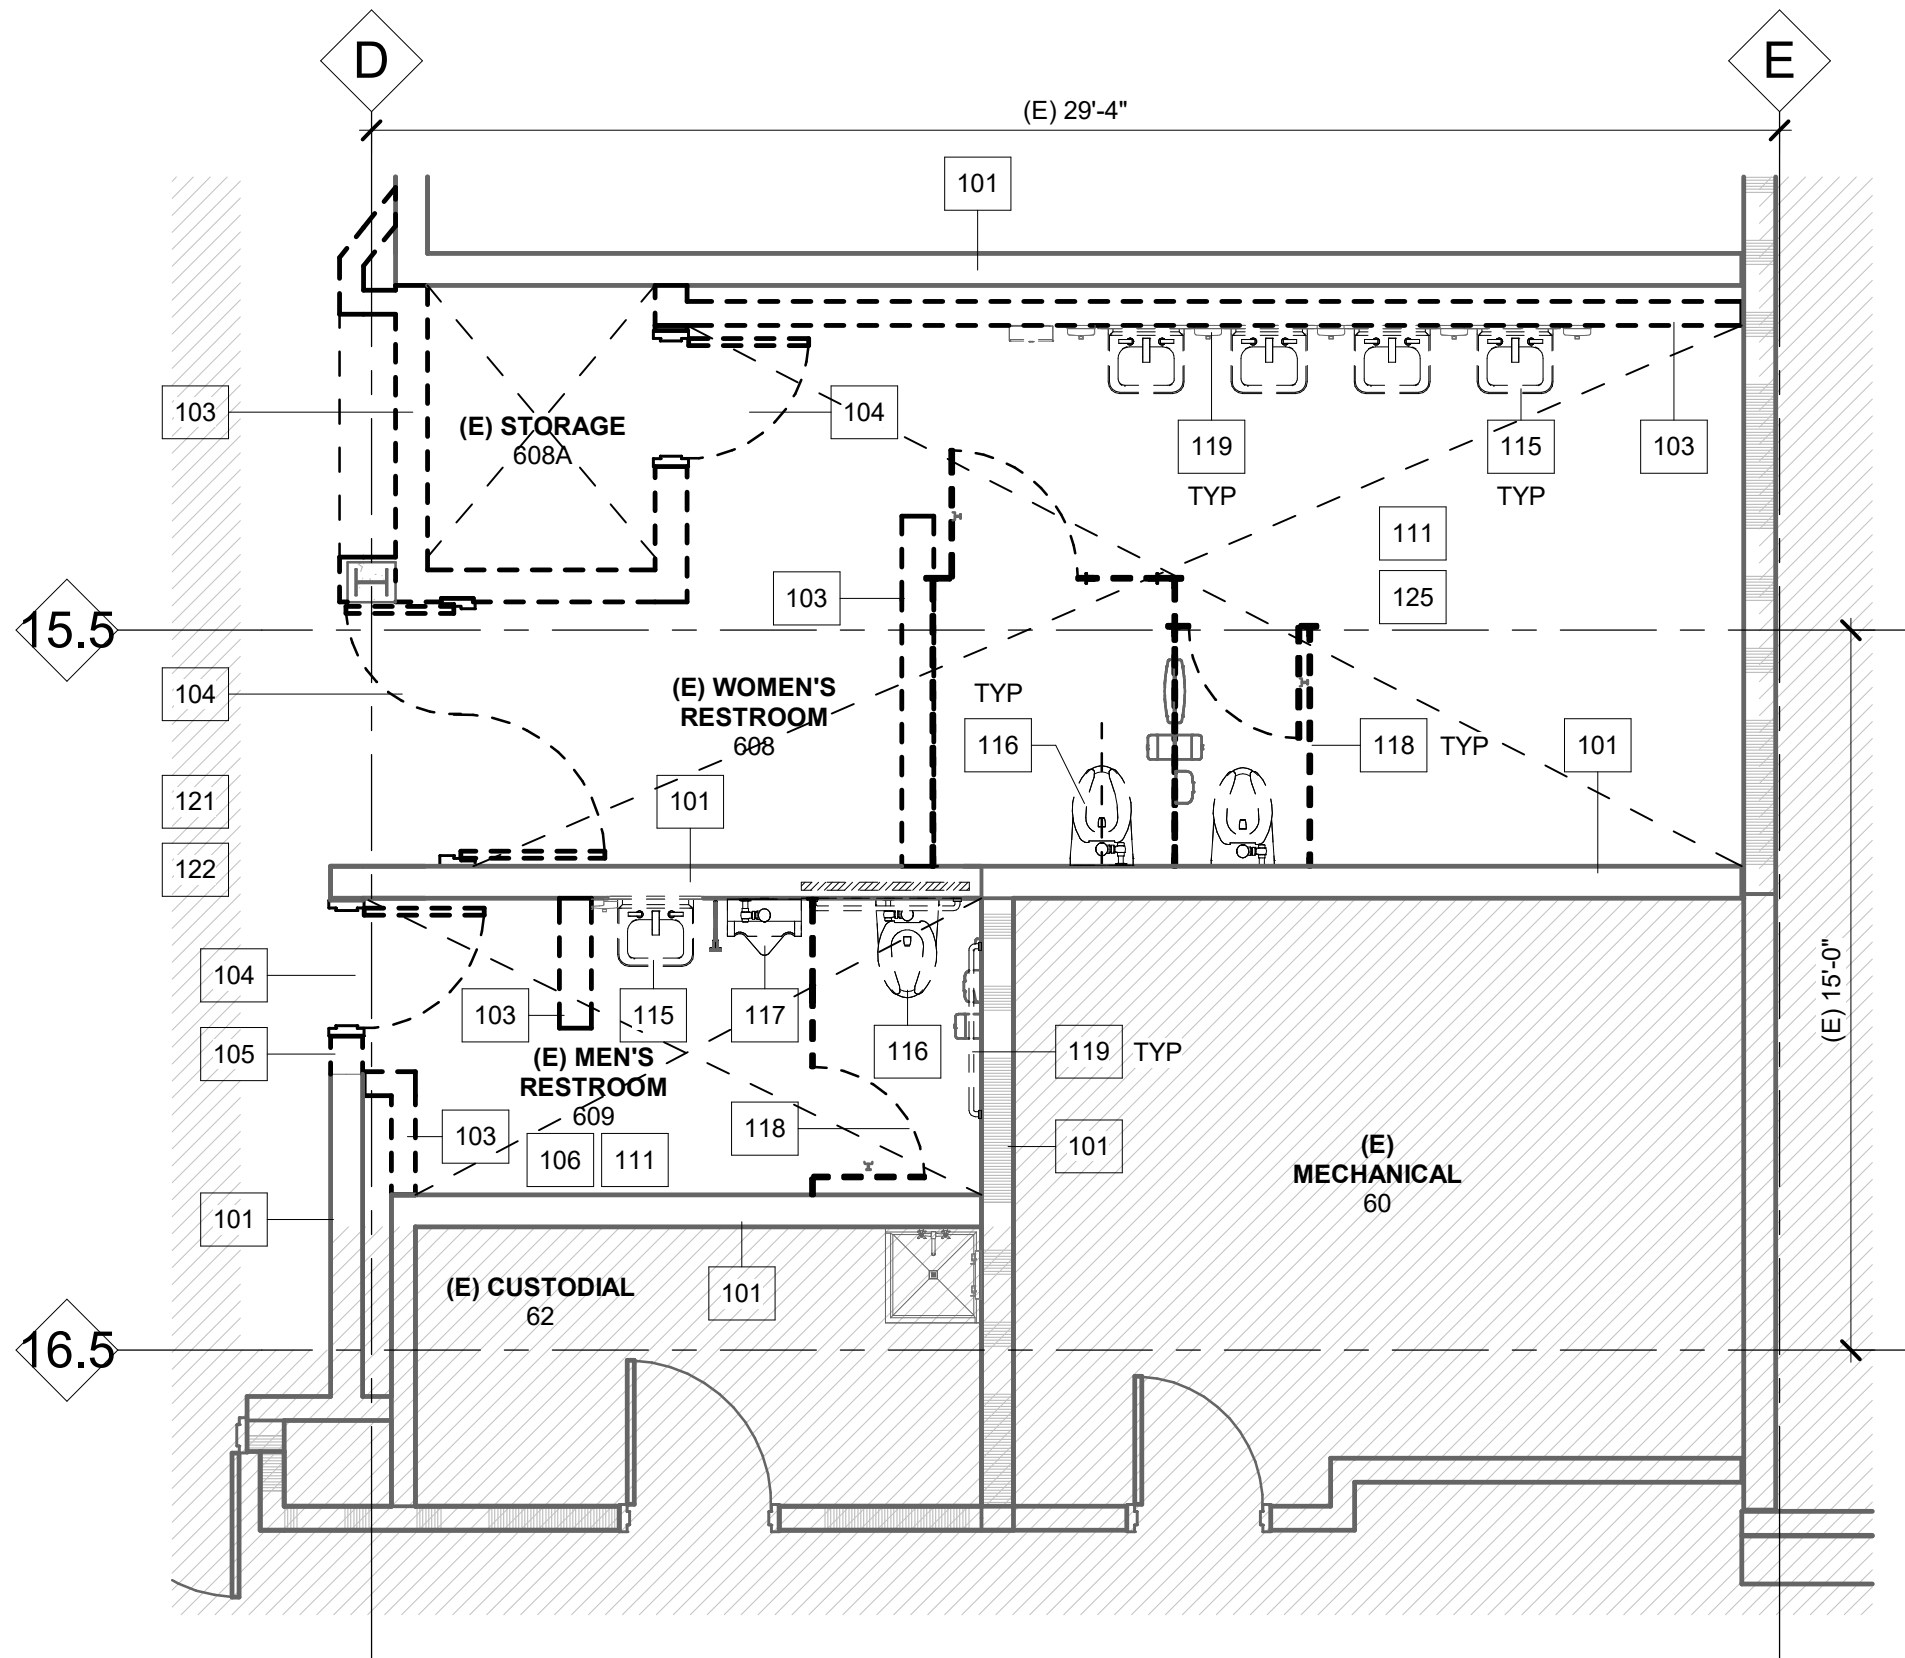 D
E
(E) 29'-4"
101
103
(E) STORAGE
608A
104
119
TYP
115
TYP
103
111
125
103
15.5
104
(E) WOMEN'S
RESTROOM
608
TYP
116
118 TYP
101
101
121
122
104
103
115
117
105
(E) MEN'S
RESTROOM
609
116
119 TYP
(E) 15'-0"
103
118
106
111
101
101
(E)
MECHANICAL
60
(E) CUSTODIAL
62
101
16.5